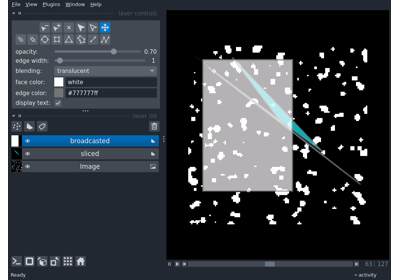 File View Plugins Window Help
layer controls
opacity: 0.70
edge width: 1
blending: translucent
face color: white
edge color: #777777ff
display text:
layer list
broadcasted
sliced
Image
63 127
Ready
activity